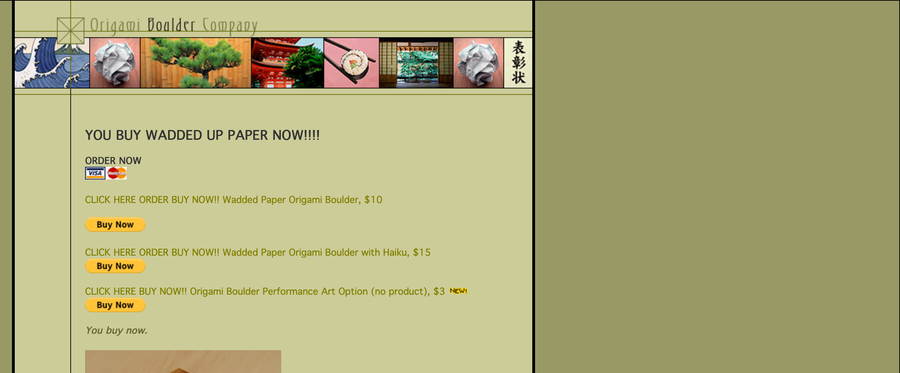 Origami Boulder Company
表彰状
YOU BUY WADDED UP PAPER NOW!!!!
ORDER NOW
VISA MasterCard
CLICK HERE ORDER BUY NOW!! Wadded Paper Origami Boulder, $10
Buy Now
CLICK HERE ORDER BUY NOW!! Wadded Paper Origami Boulder with Haiku, $15
Buy Now
CLICK HERE BUY NOW!! Origami Boulder Performance Art Option (no product), $3 NEW!
Buy Now
You buy now.